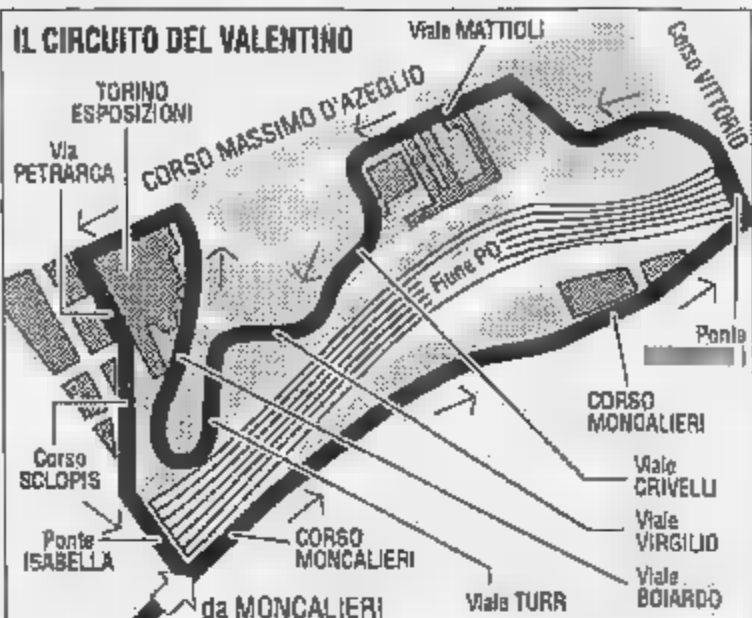 IL CIRCUITO DEL VALENTINO
Viale MATTIOLI
Corso VITTORIO
TORINO
ESPOSIZIONI
CORSO MASSIMO D'AZEGLIO
Via
PETRARCA
Fiume PO
Ponte
CORSO
MONCALIERI
Corso
SCLOPIS
Viale
CRIVELLI
Viale
VIRGILIO
Ponte
ISABELLA
CORSO
MONCALIERI
Viale
BOIARDO
Viale TURR
da MONCALIERI